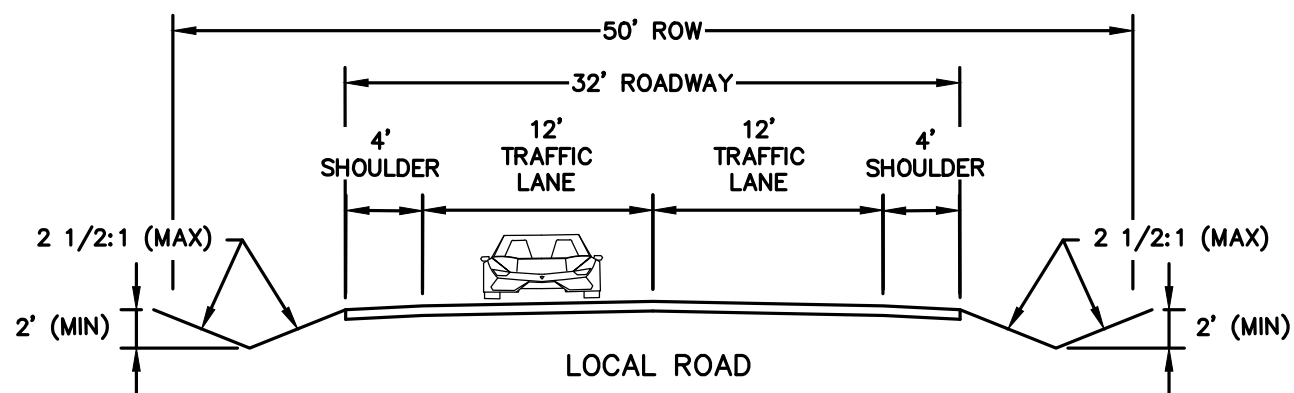 50' ROW
32' ROADWAY
4'
SHOULDER
12'
TRAFFIC
LANE
12'
TRAFFIC
LANE
4'
SHOULDER
2 1/2:1 (MAX)
2 1/2:1 (MAX)
2' (MIN)
2' (MIN)
LOCAL ROAD